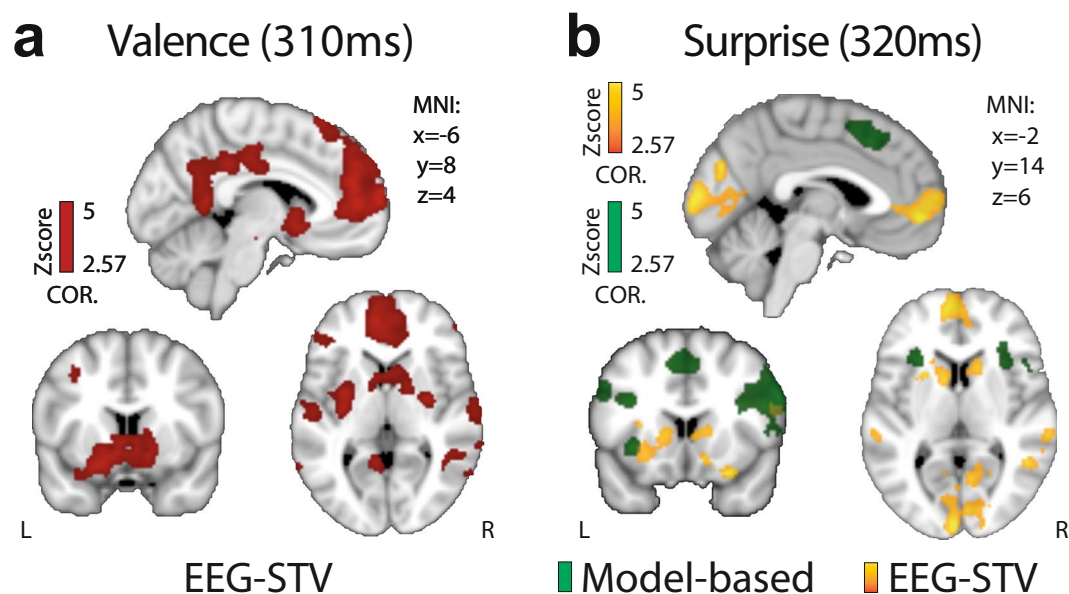 a Valence (310ms)
MNI:
x=-6
y=8
z=4
Zscore
5
2.57
COR.
L
R
EEG-STV
b Surprise (320ms)
Zscore
5
2.57
COR.
Zscore
5
2.57
COR.
MNI:
x=-2
y=14
z=6
L
R
Model-based EEG-STV